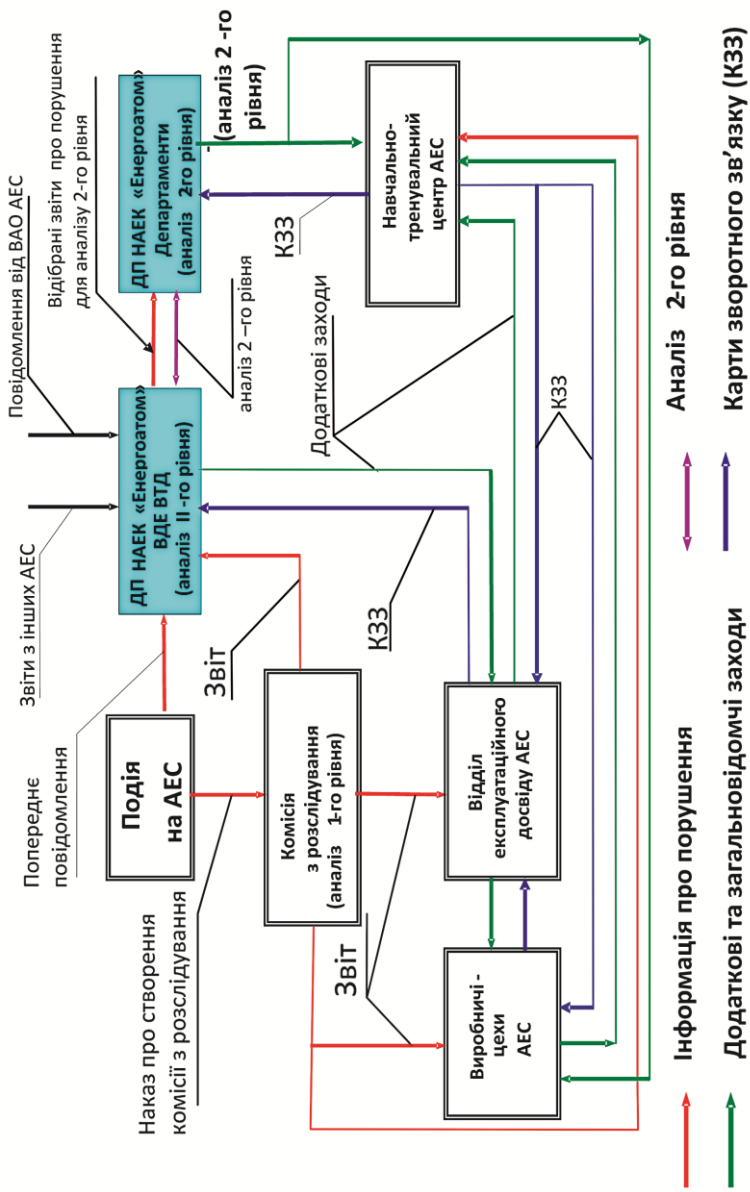 Повідомлення від ВАО АЕС
Звіти з інших АЕС
Попереднє
повідомлення
Подія
на АЕС
ДП НАЕК «Енергоатом»
ВДЕ ВТД
(аналіз II -го рівня)
Відібрані звіти про порушення
для аналізу 2-го рівня
аналіз 2 –го рівня
ДП НАЕК «Енергоатом»
Департаменти
(аналіз 2-го рівня)
(аналіз 2 -го
рівня)
Наказ про створення
комісії з розслідування
Комісія
з розслідування
(аналіз 1-го рівня)
Звіт
КЗЗ
Додаткові заходи
КЗЗ
Навчально-
тренувальний
центр АЕС
Звіт
Виробничі -
цехи
АЕС
Відділ
експлуатаційного
досвіду АЕС
КЗЗ
Інформація про порушення
Аналіз 2-го рівня
Додаткові та загальновідомчі заходи
Карти зворотного зв’язку (КЗЗ)